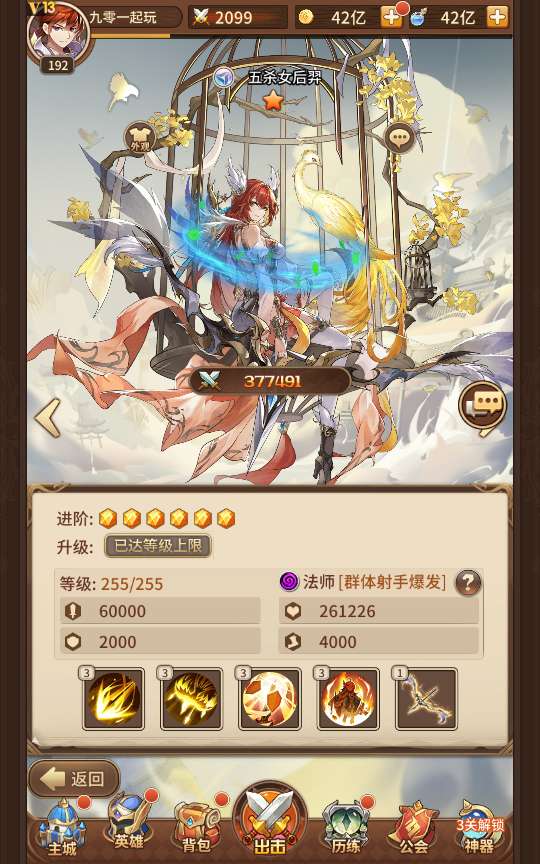 V13
九零一起玩
2099
42亿
42亿
192
五杀女后羿
外观
377491
进阶:
升级: 已达等级上限
等级: 255/255
法师 [群体射手爆发] ?
60000
261226
2000
4000
3
3
3
3
1
返回
主城
英雄
背包
出击
历练
公会
3关解锁
神器